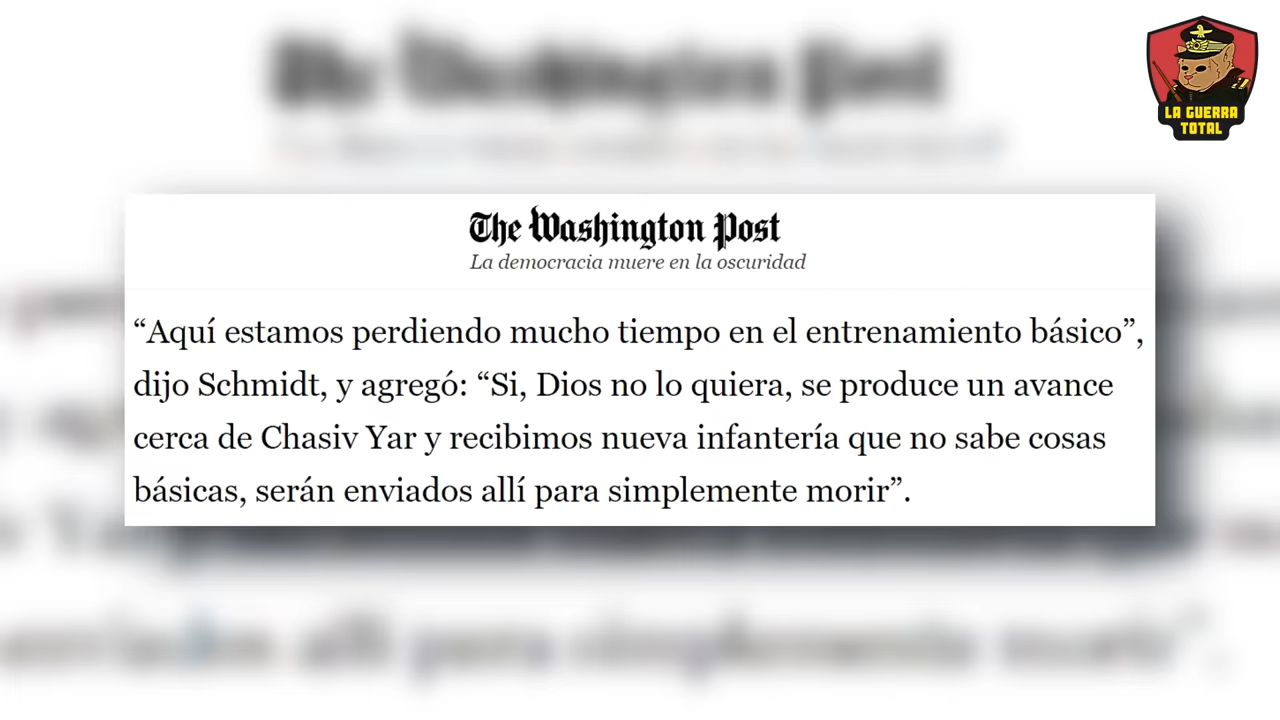 LA GUERRA
TOTAL
The Washington Post
La democracia muere en la oscuridad
“Aquí estamos perdiendo mucho tiempo en el entrenamiento básico”,
dijo Schmidt, y agregó: “Si, Dios no lo quiera, se produce un avance
cerca de Chasiv Yar y recibimos nueva infantería que no sabe cosas
básicas, serán enviados allí para simplemente morir”.